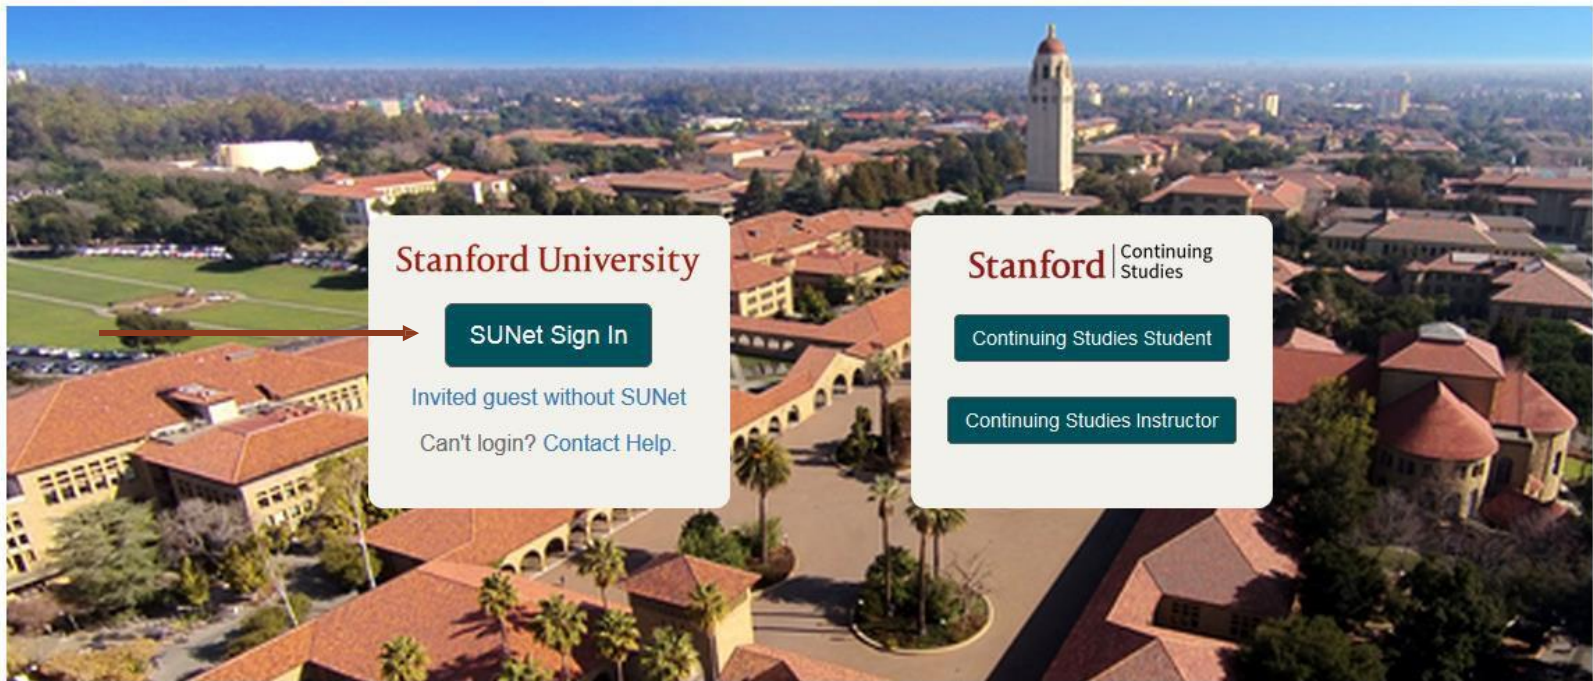 Stanford University
SUNet Sign In
Invited guest without SUNet
Can't login? Contact Help.
Stanford | Continuing
Studies
Continuing Studies Student
Continuing Studies Instructor